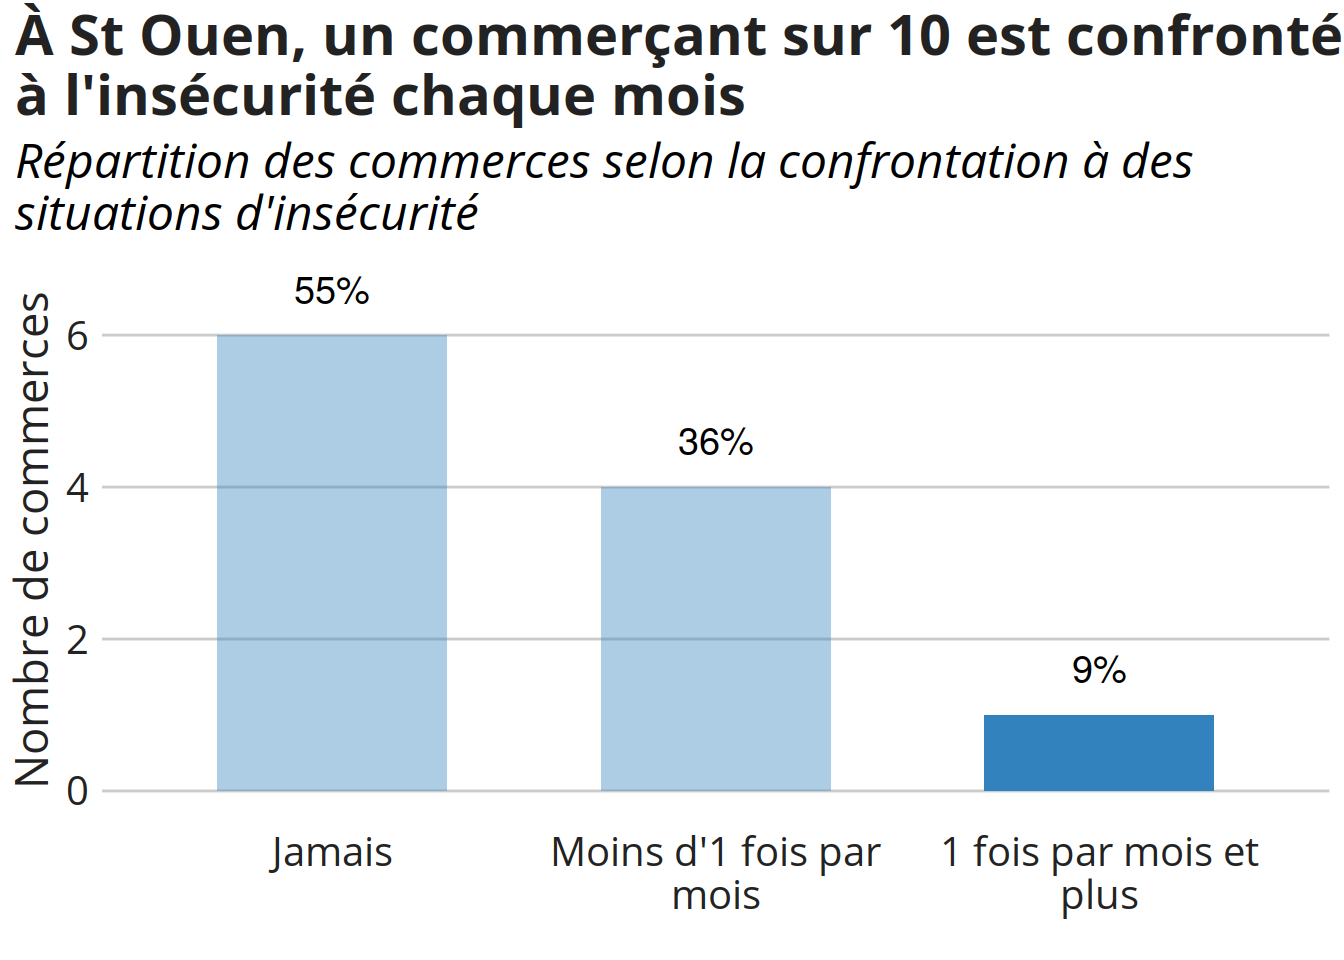 À St Ouen, un commerçant sur 10 est confronté
à l'insécurité chaque mois
Répartition des commerces selon la confrontation à des
situations d'insécurité
Nombre de commerces
6
4
2
0
55%
36%
9%
Jamais
Moins d'1 fois par
mois
1 fois par mois et
plus